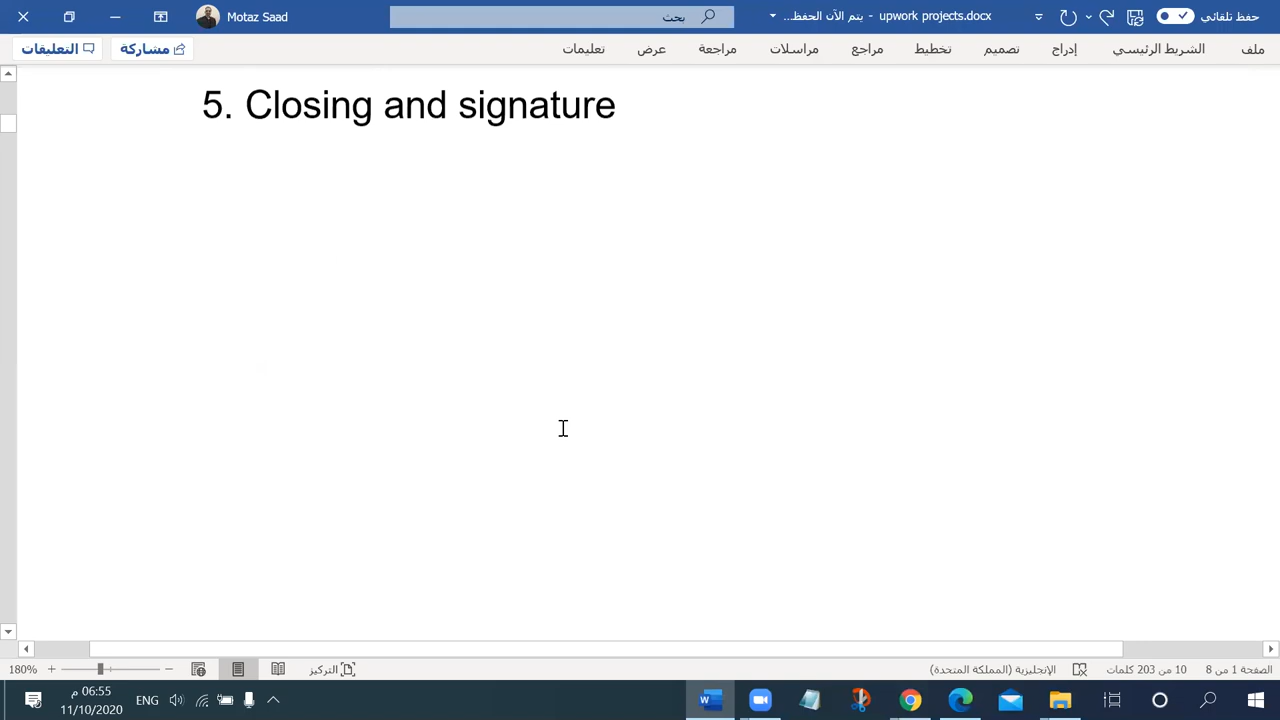 حفظ تلقائي
upwork projects.docx - يتم الآن الحفظ...
بحث
Motaz Saad
ملف
الشريط الرئيسي
إدراج
تصميم
تخطيط
مراجع
مراسلات
مراجعة
عرض
تعليمات
مشاركة
التعليقات
5. Closing and signature
الصفحة 1 من 8
10 من 203 كلمات
الإنجليزية (المملكة المتحدة)
التركيز
180%
ENG
06:55 م
11/10/2020